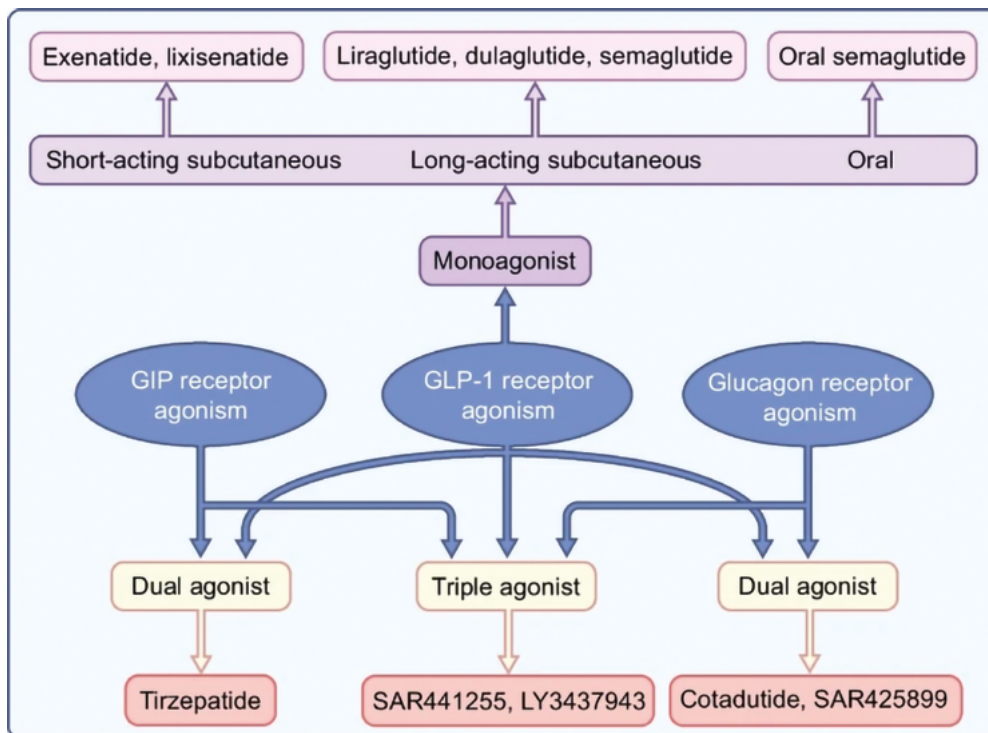 Exenatide, lixisenatide
Liraglutide, dulaglutide, semaglutide
Oral semaglutide
Short-acting subcutaneous
Long-acting subcutaneous
Oral
Monoagonist
GIP receptor
agonism
GLP-1 receptor
agonism
Glucagon receptor
agonism
Dual agonist
Triple agonist
Dual agonist
Tirzepatide
SAR441255, LY3437943
Cotadutide, SAR425899